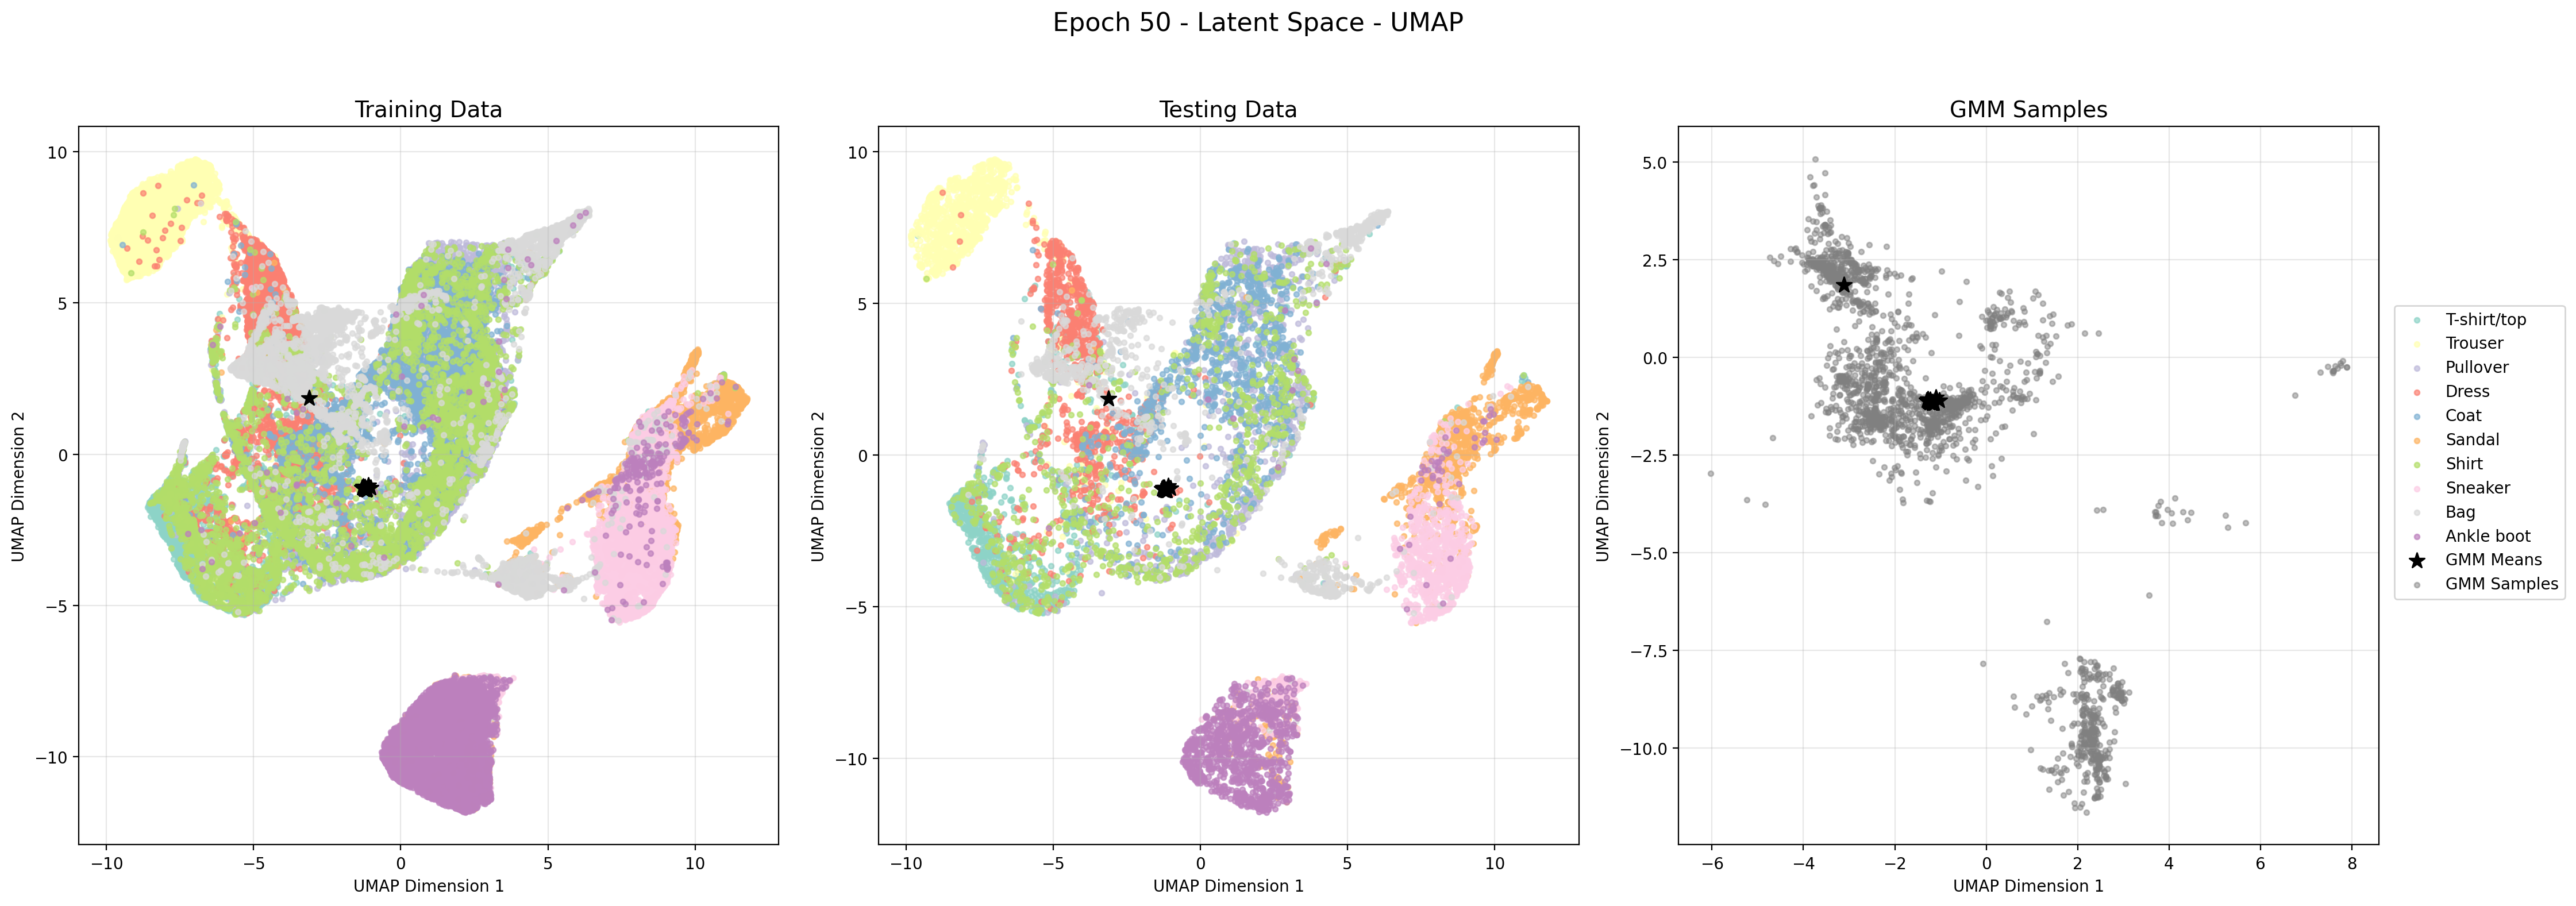 Epoch 50 - Latent Space - UMAP
Training Data
10
5
0
−5
−10
UMAP Dimension 2
−10
−5
0
5
10
UMAP Dimension 1
Testing Data
10
5
0
−5
−10
UMAP Dimension 2
−10
−5
0
5
10
UMAP Dimension 1
GMM Samples
5.0
2.5
0.0
−2.5
−5.0
−7.5
−10.0
UMAP Dimension 2
−6
−4
−2
0
2
4
6
8
UMAP Dimension 1
T-shirt/top
Trouser
Pullover
Dress
Coat
Sandal
Shirt
Sneaker
Bag
Ankle boot
GMM Means
GMM Samples